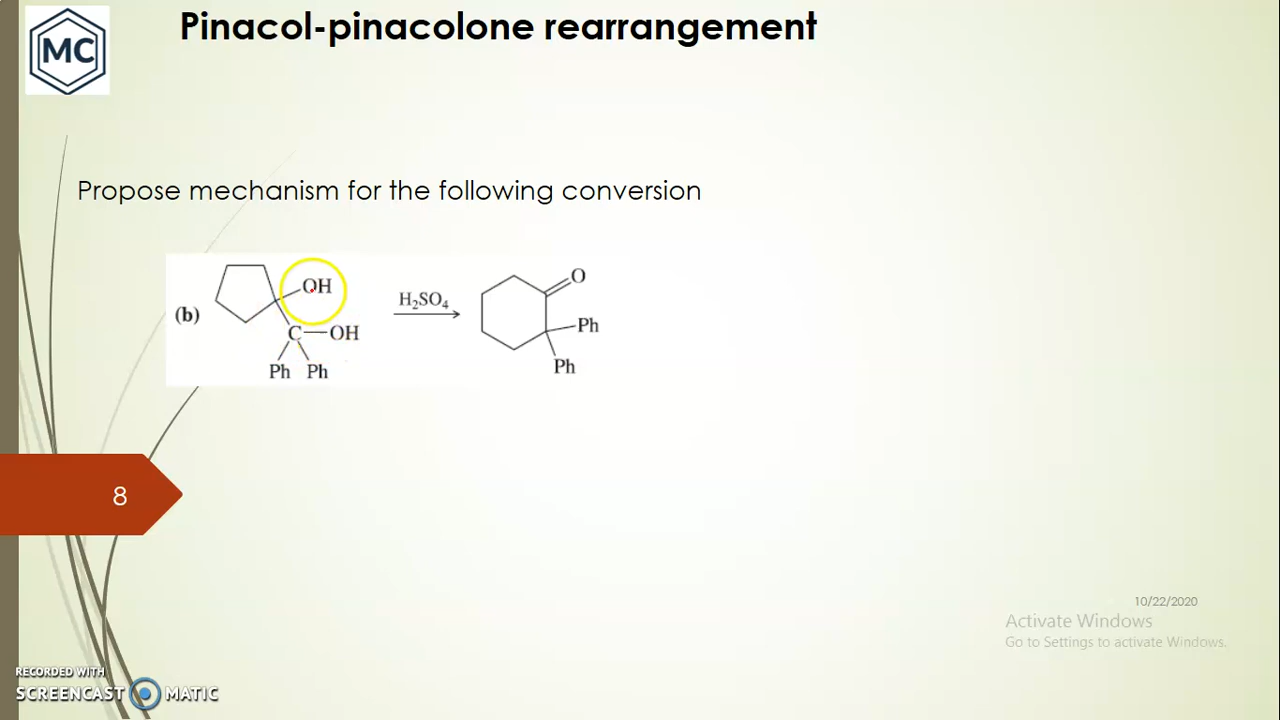 MC
Pinacol-pinacolone rearrangement
Propose mechanism for the following conversion
(b)
OH
C—OH
Ph Ph
H₂SO₄
O
Ph
Ph
8
10/22/2020
Activate Windows
Go to Settings to activate Windows.
RECORDED WITH
SCREENCAST MATIC